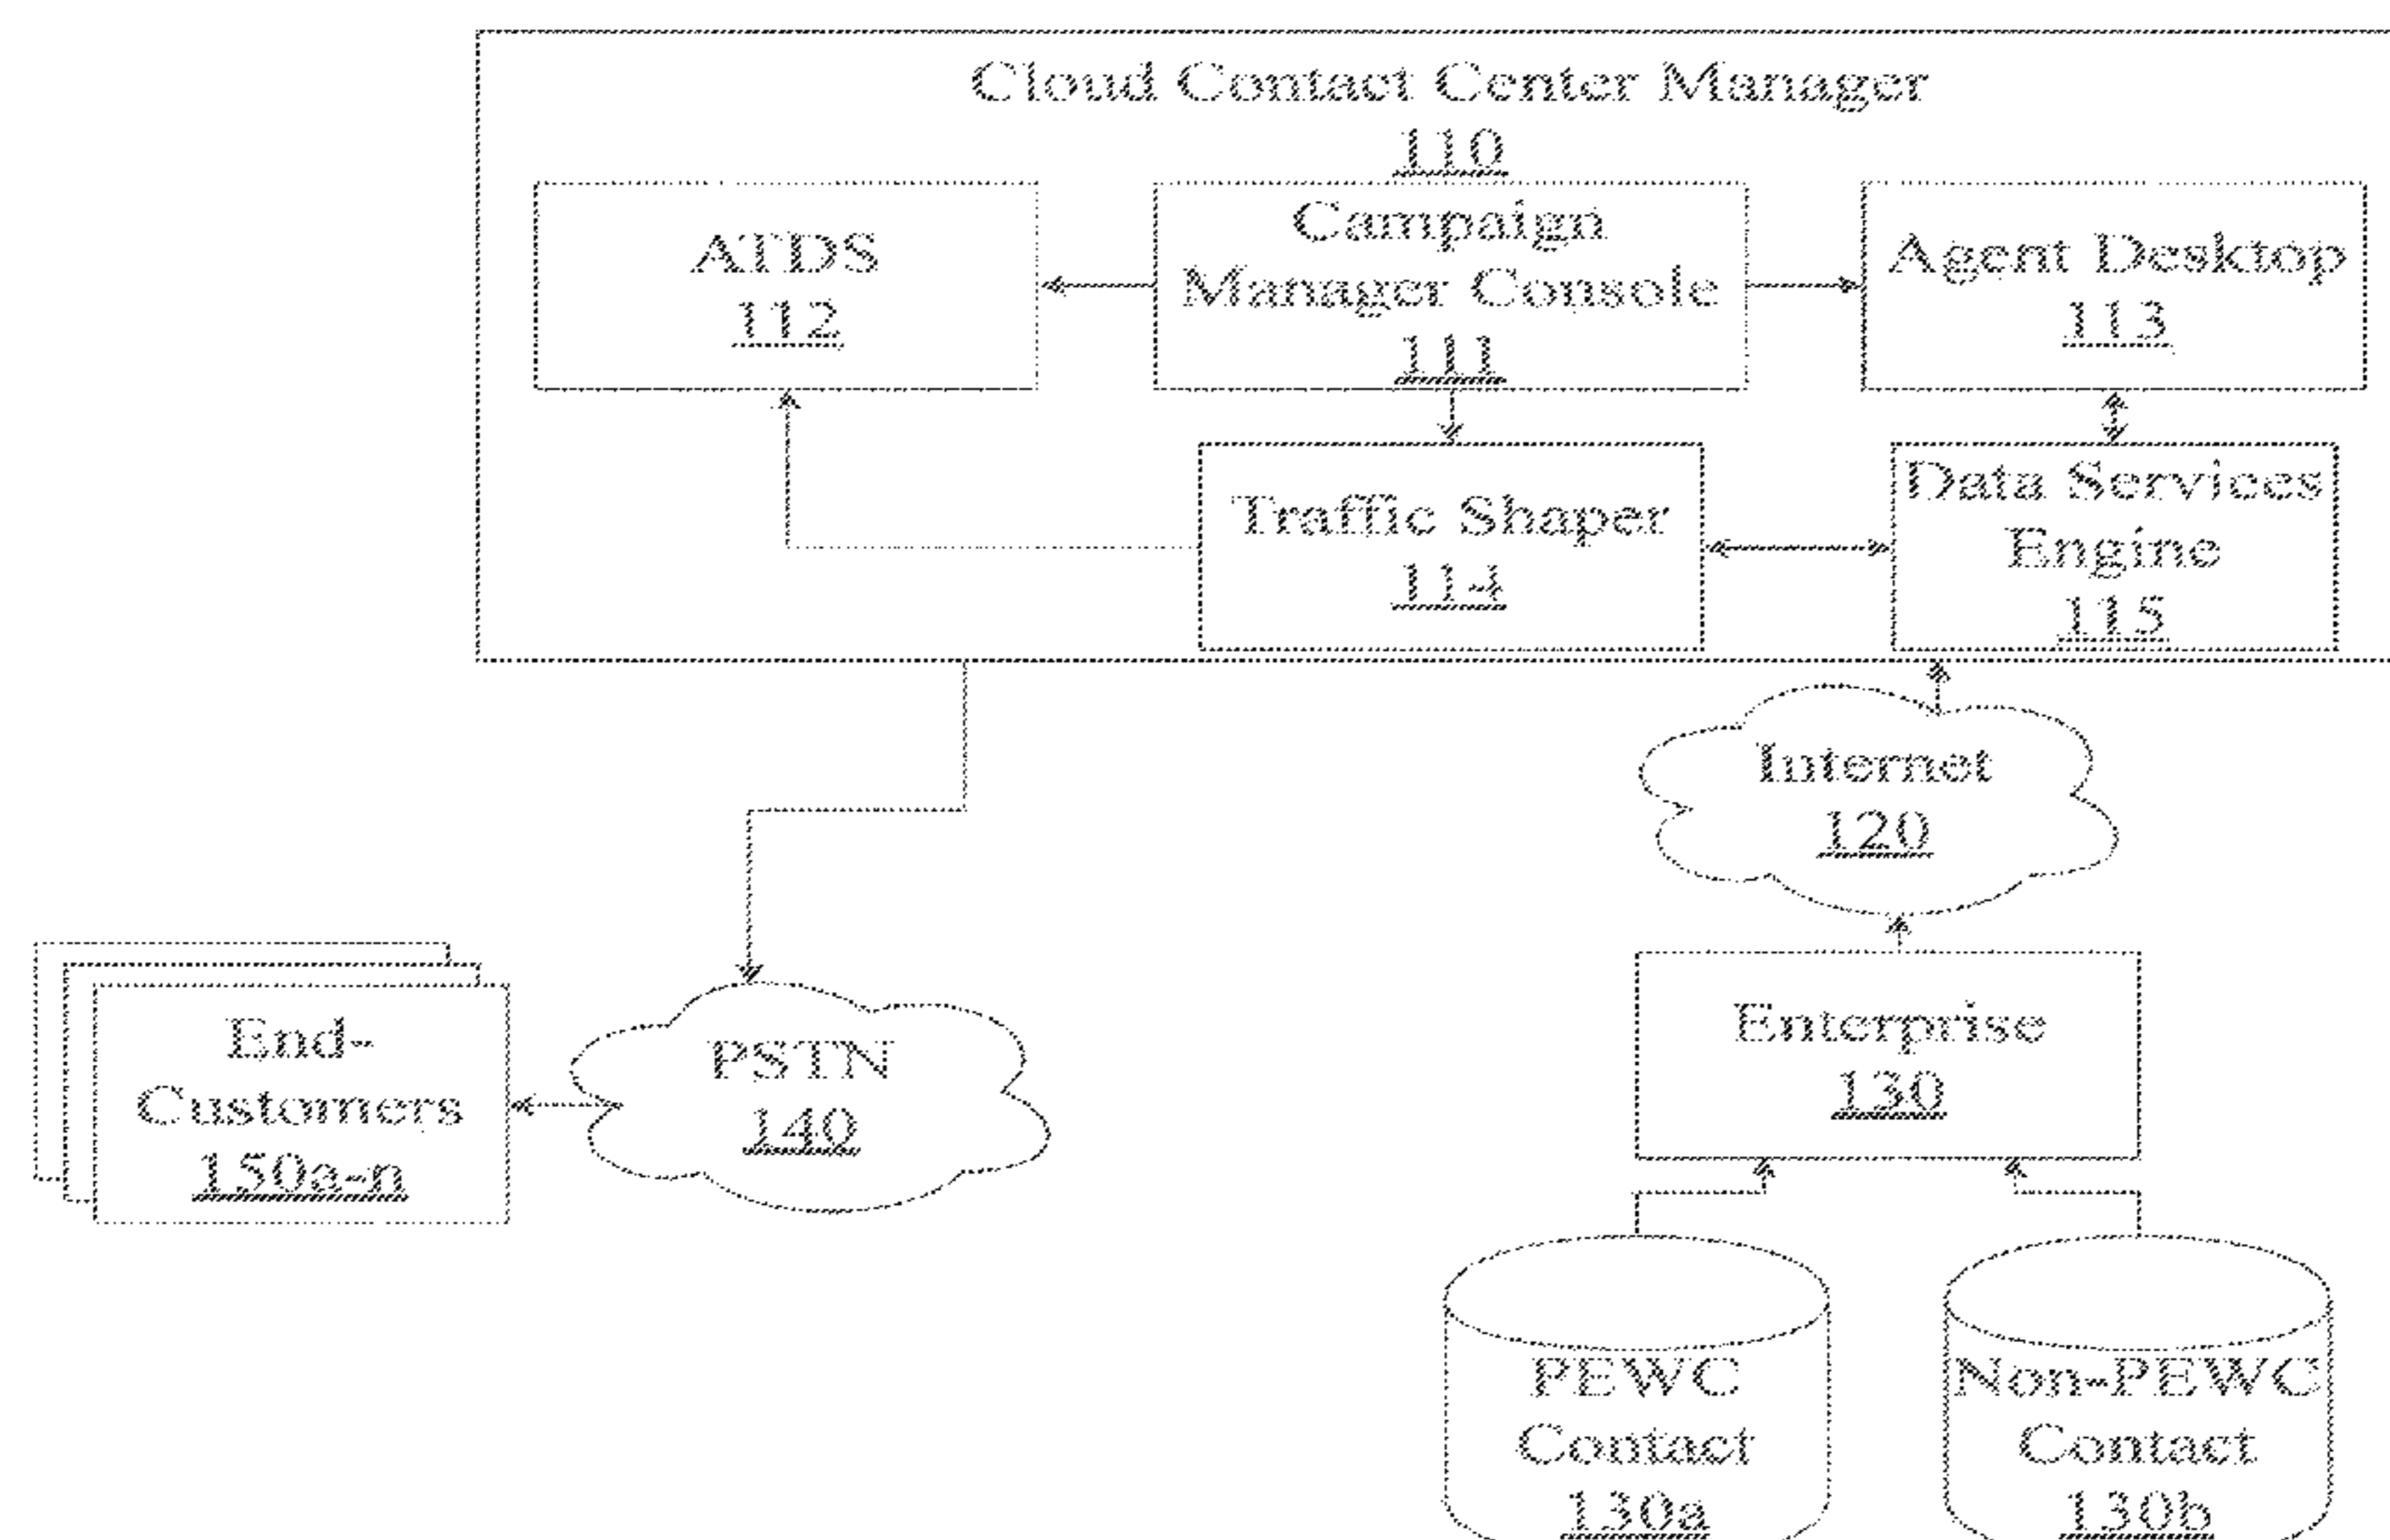 Cloud Contact Center Manager
110
ATDS
112
Campaign
Manager Console
111
Agent Desktop
113
Traffic Shaper
114
Data Services
Engine
115
Internet
120
End-
Customers
150a-n
PSTN
140
Enterprise
130
PEWC
Contact
130a
Non-PEWC
Contact
130b